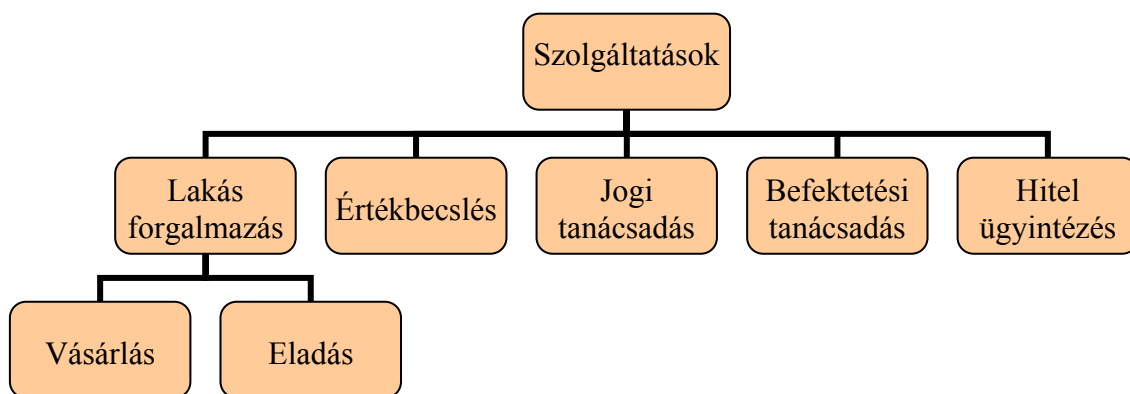 Szolgáltatások
Lakás
forgalmazás
Értékbecslés
Jogi
tanácsadás
Befektetési
tanácsadás
Hitel
ügyintézés
Vásárlás
Eladás